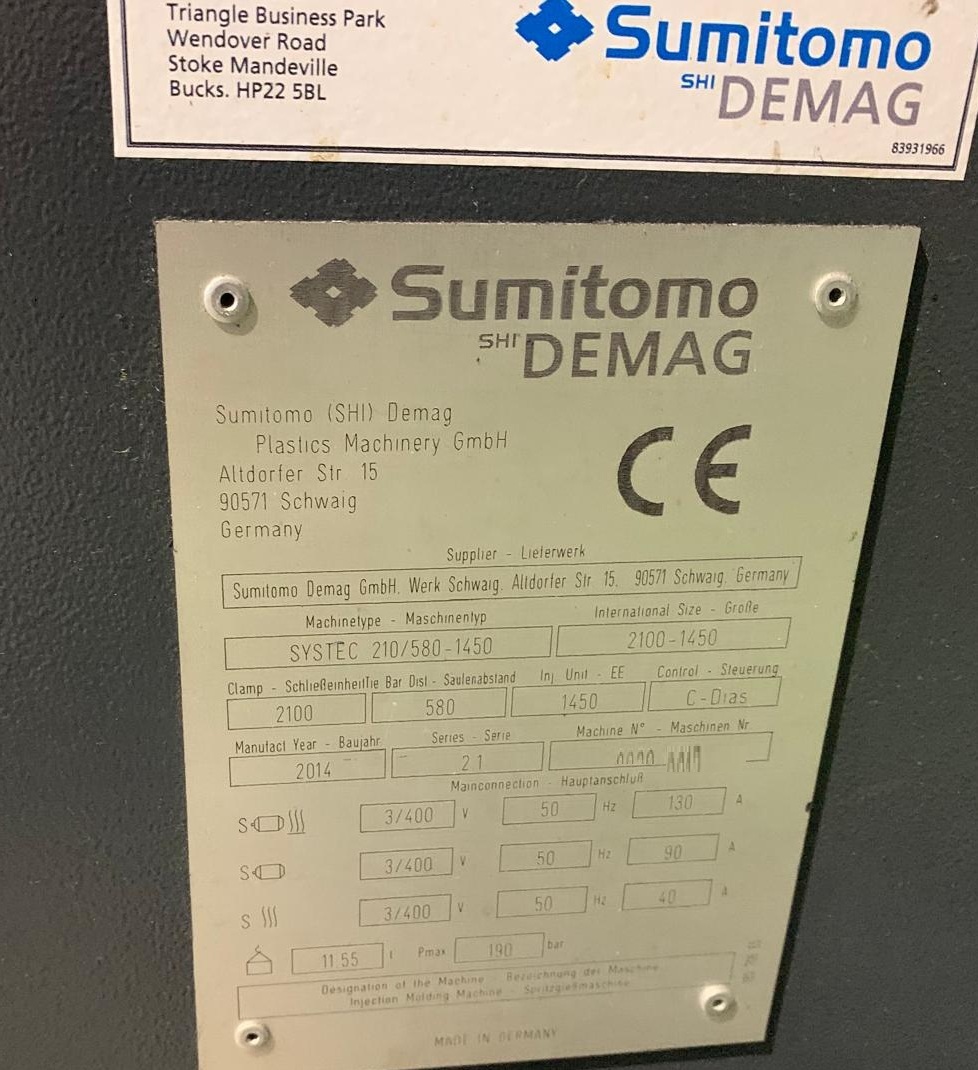 Triangle Business Park
Wendover Road
Stoke Mandeville
Bucks. HP22 5BL
Sumitomo
SHI DEMAG
83931966
Sumitomo
SHI DEMAG
Sumitomo (SHI) Demag
Plastics Machinery GmbH
Altdorfer Str 15
90571 Schwaig
Germany
CE
Supplier - Lieferwerk
Sumitomo Demag GmbH, Werk Schwaig, Altdorfer Str 15, 90571 Schwaig, Germany
Machinetype - Maschinentyp International Size - Größe
SYSTEC 210/580-1450 2100-1450
Clamp - Schließeinheit Tie Bar Dist - Säulenabstand Inj Unit - EE Control - Steuerung
2100 580 1450 C-Dias
Manufact Year - Baujahr Series - Serie Machine N° - Maschinen Nr
2014 2.1
Mainconnection - Hauptanschluß
S 3/400 V 50 Hz 130 A
S 3/400 V 50 Hz 90 A
S 3/400 V 50 Hz 40 A
11.55 t Pmax 190 bar
Designation of the Machine - Bezeichnung der Maschine
Injection Molding Machine - Spritzgießmaschine
MADE IN GERMANY